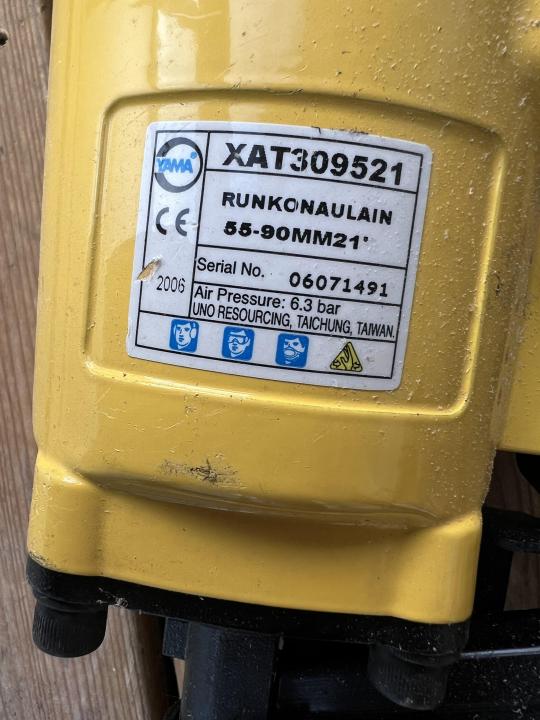 YAMA®
XAT309521
RUNKONAULAIN
55-90MM21'
CE
Serial No. 06071491
2006
Air Pressure: 6.3 bar
UNO RESOURCING, TAICHUNG, TAIWAN.